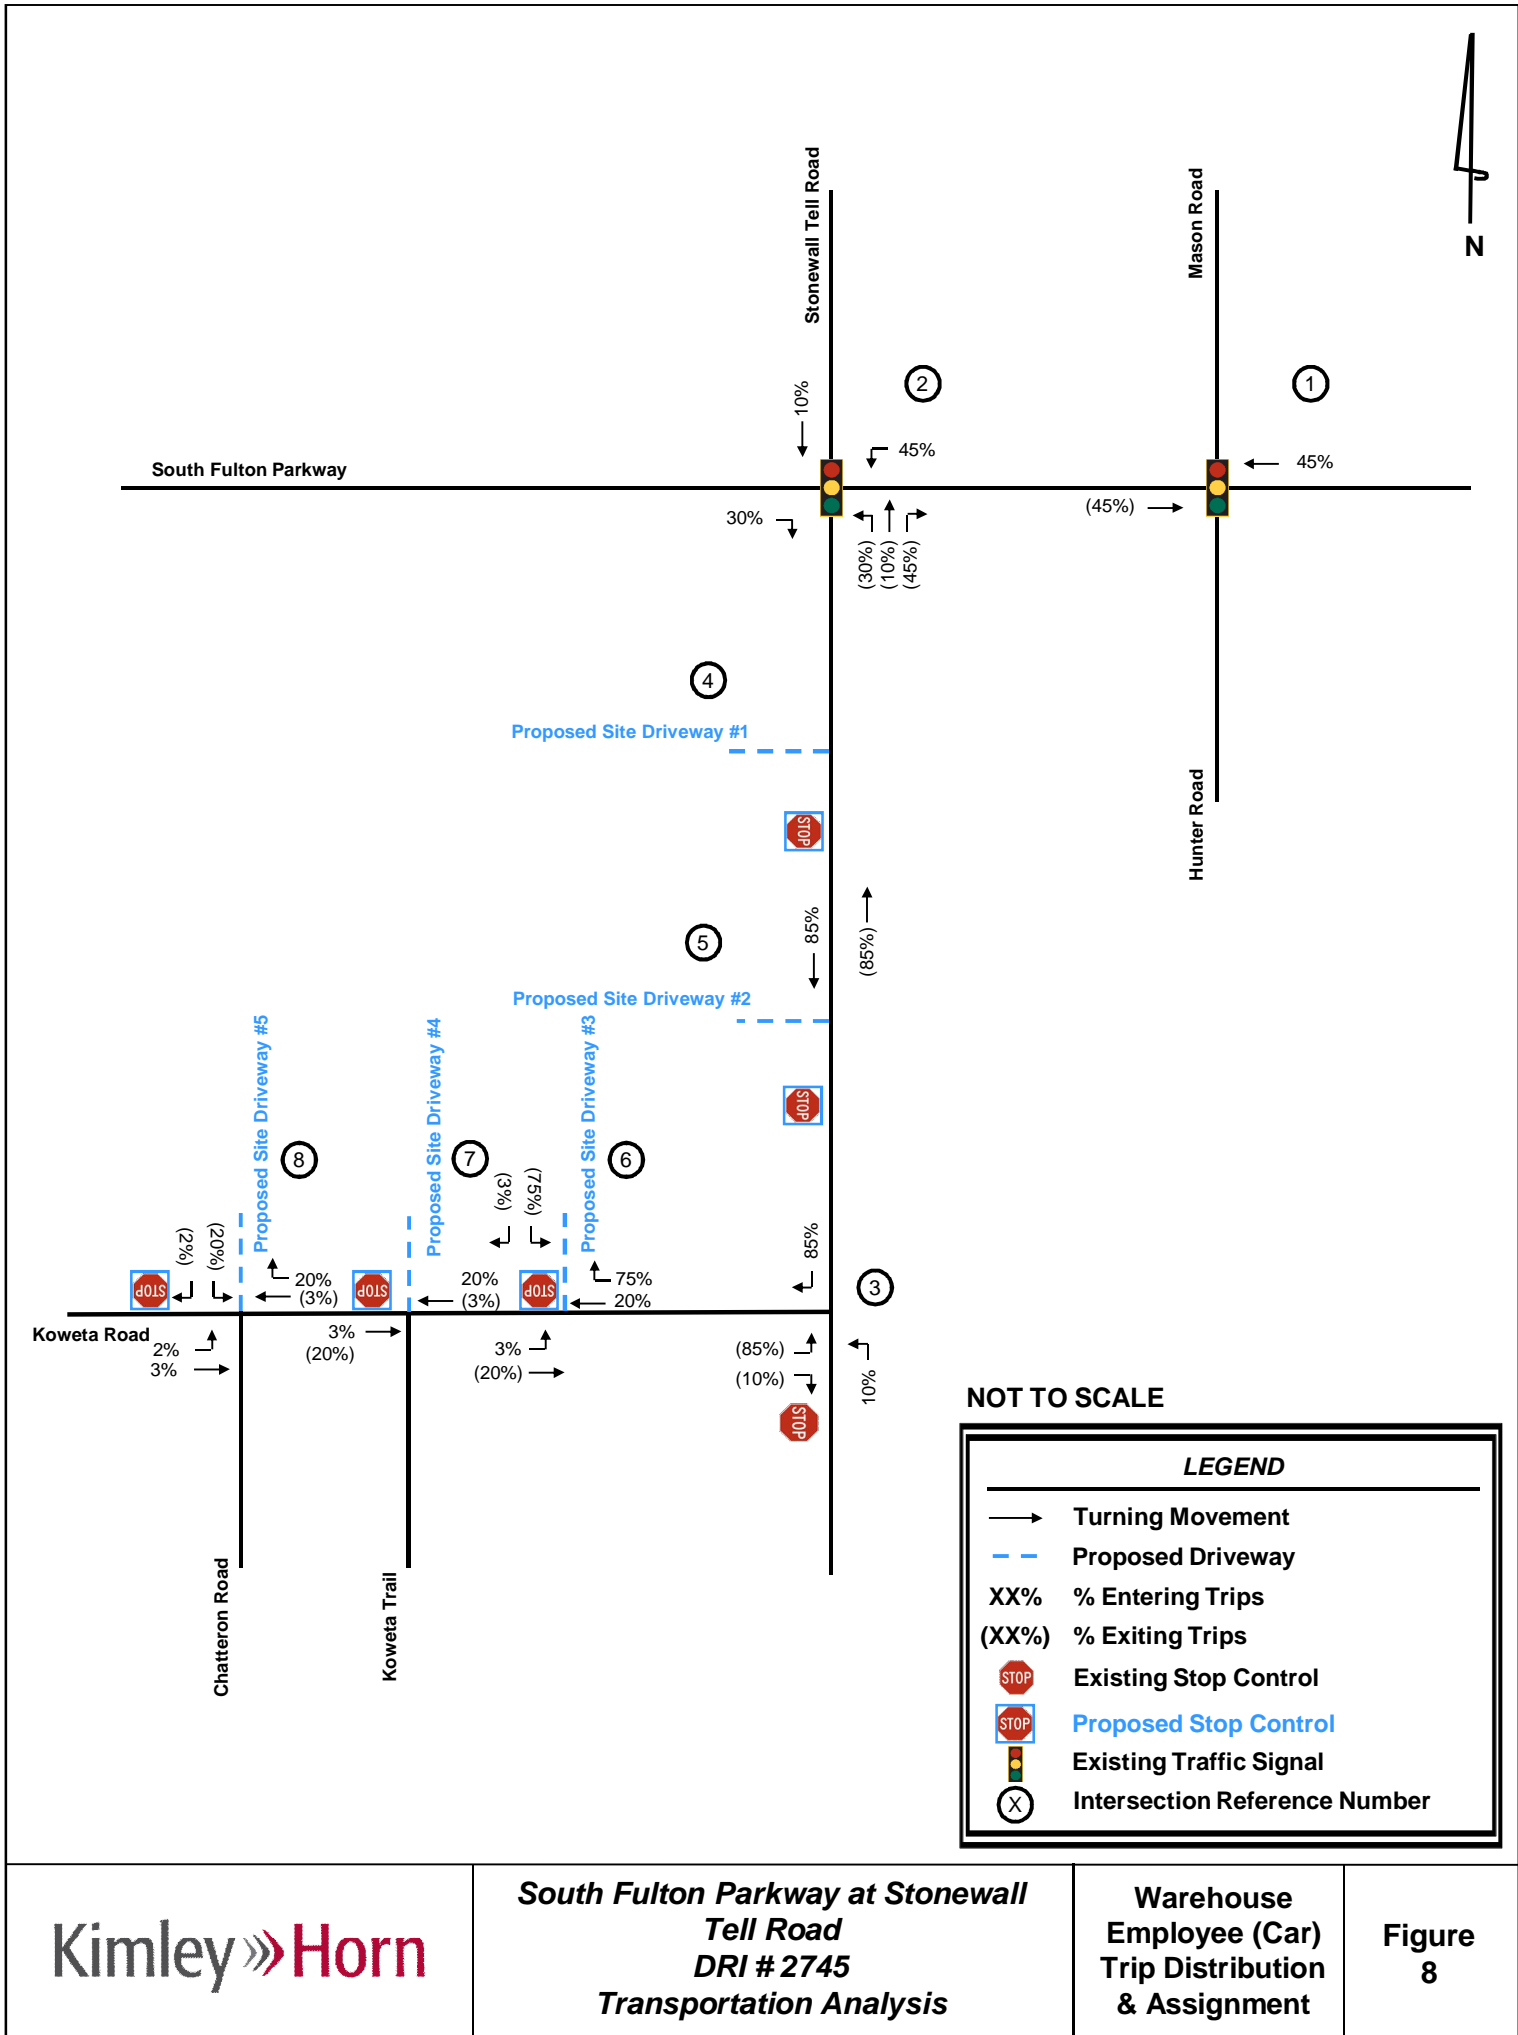 N
Stonewall Tell Road
Mason Road
2
1
10%
45%
45%
South Fulton Parkway
30%
(45%)
(30%)
(10%)
(45%)
4
Proposed Site Driveway #1
Hunter Road
STOP
85%
(85%)
5
Proposed Site Driveway #2
Proposed Site Driveway #5
Proposed Site Driveway #4
Proposed Site Driveway #3
STOP
8
7
6
(3%)
(75%)
(2%)
(20%)
85%
STOP
20%
(3%)
STOP
20%
(3%)
STOP
75%
20%
3
Koweta Road
2%
3%
3%
(20%)
3%
(20%)
(85%)
(10%)
10%
STOP
NOT TO SCALE
Chatteron Road
Koweta Trail
LEGEND
Turning Movement
Proposed Driveway
XX% % Entering Trips
(XX%) % Exiting Trips
STOP Existing Stop Control
STOP Proposed Stop Control
Existing Traffic Signal
X Intersection Reference Number
Kimley Horn
South Fulton Parkway at Stonewall
Tell Road
DRI # 2745
Transportation Analysis
Warehouse
Employee (Car)
Trip Distribution
& Assignment
Figure
8